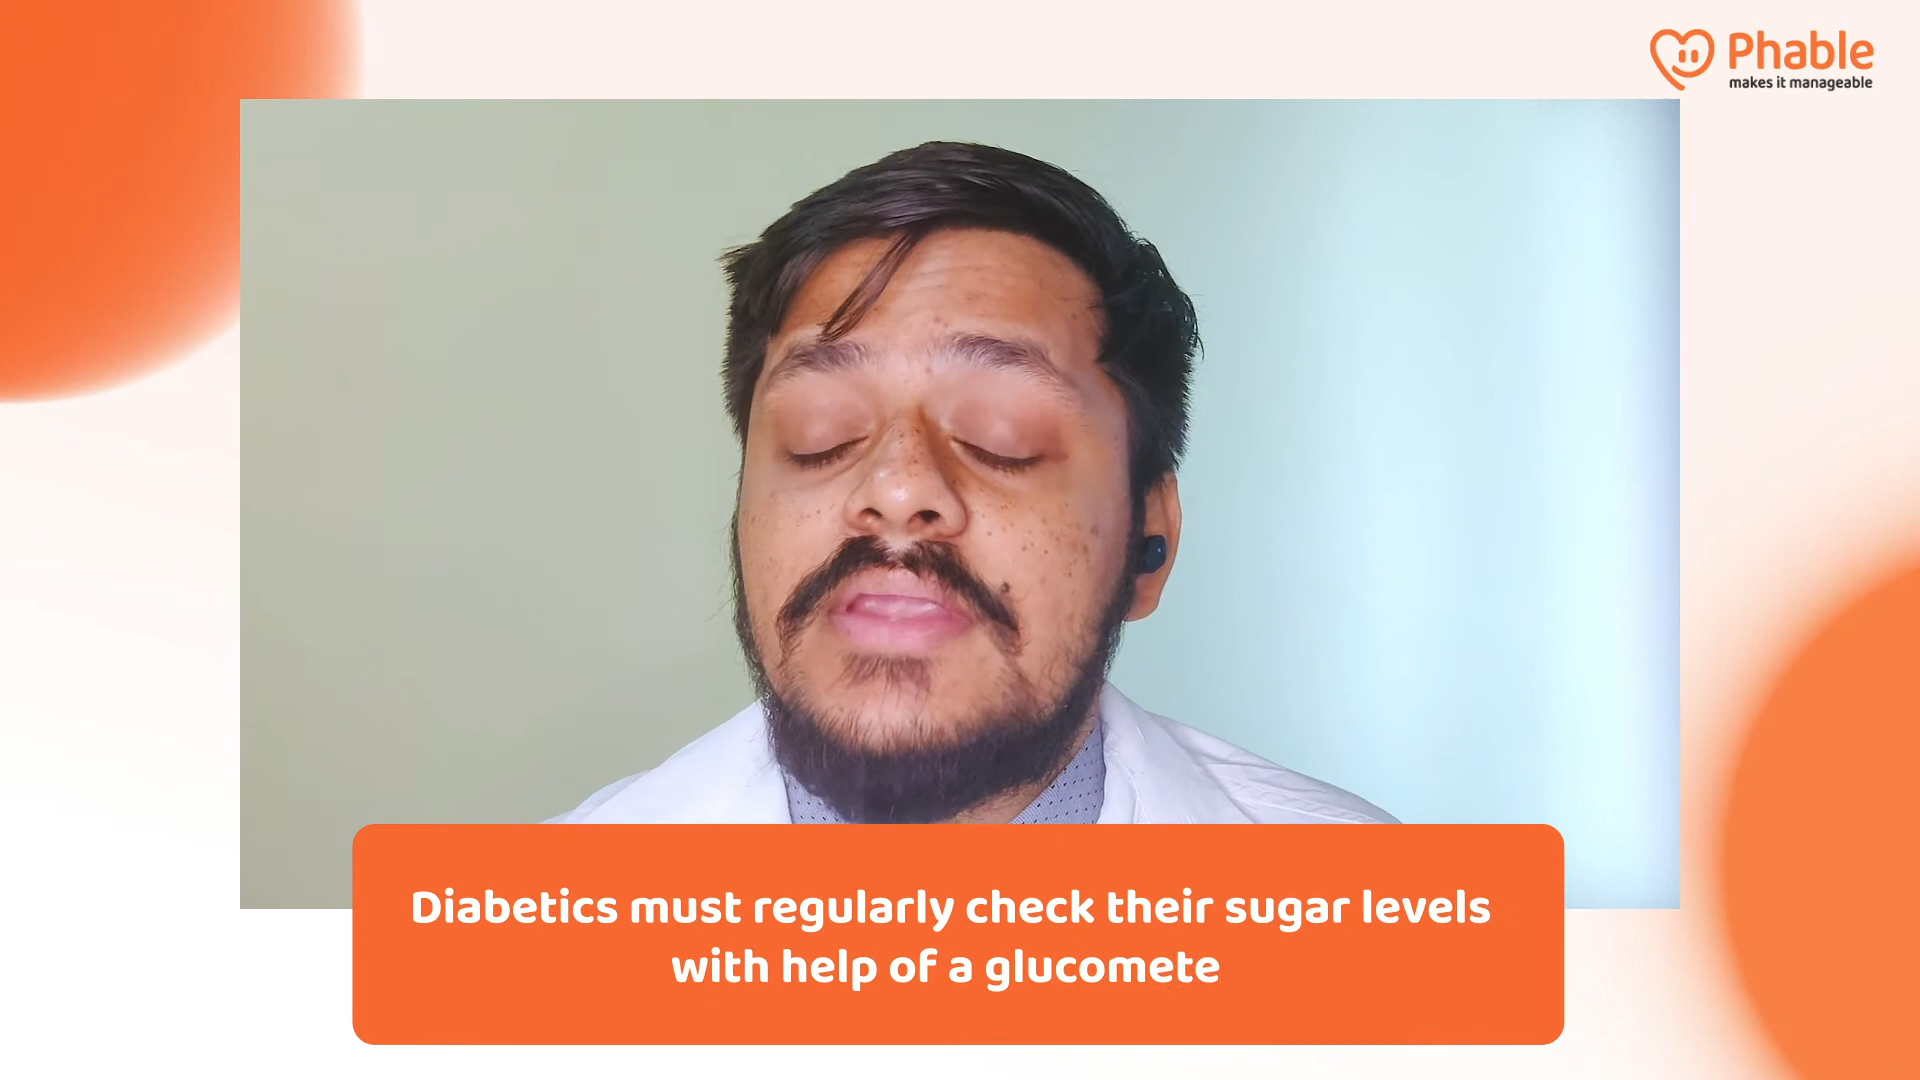 Phable
makes it manageable
Diabetics must regularly check their sugar levels
with help of a glucomete